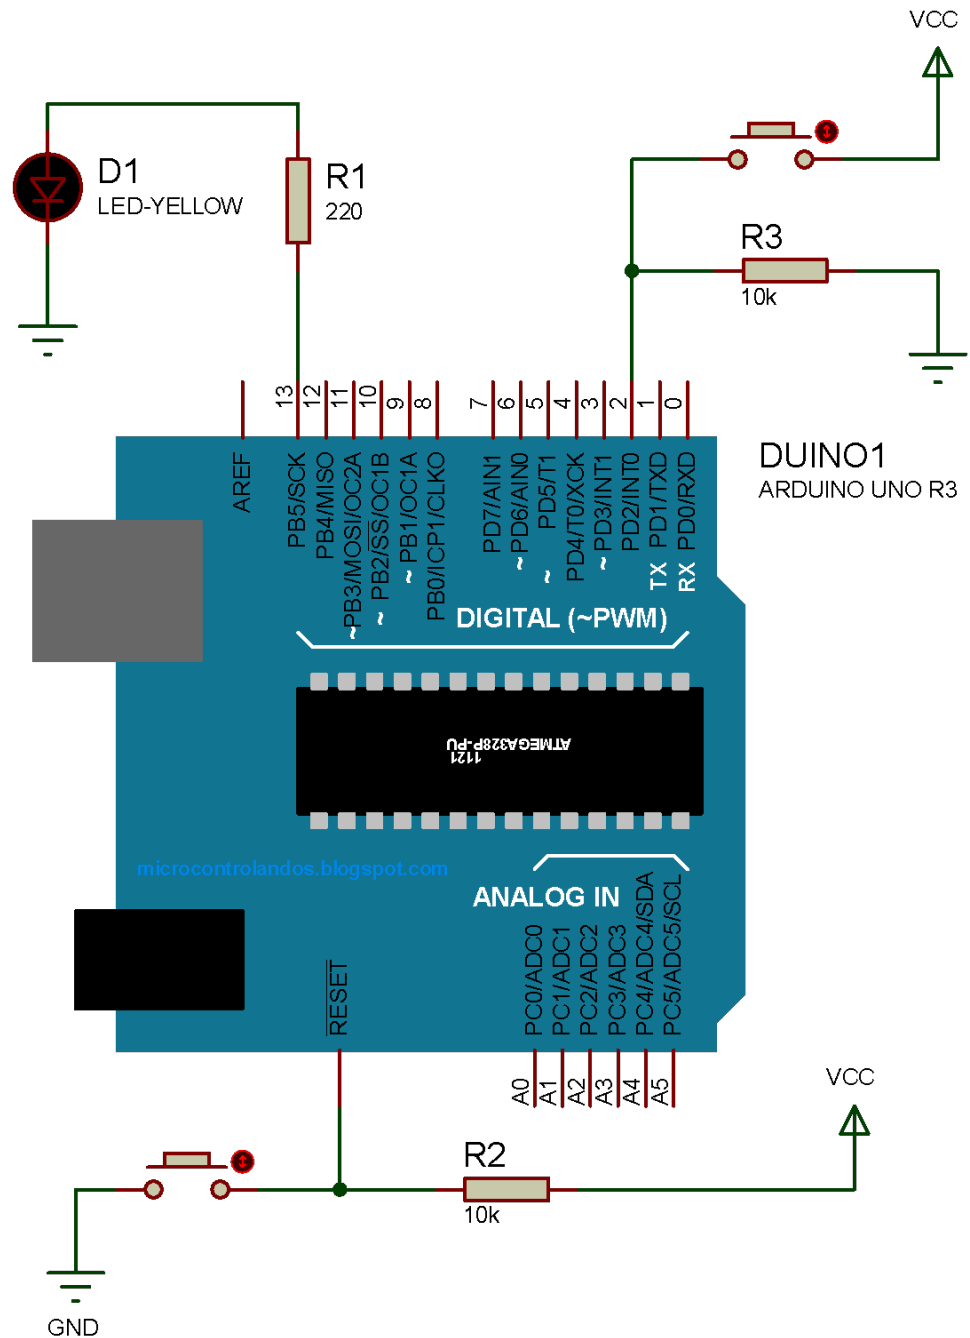 VCC
D1
LED-YELLOW
R1
220
R3
10k
13
12
11
10
9
8
7
6
5
4
3
2
1
0
DUINO1
ARDUINO UNO R3
AREF
PB5/SCK
PB4/MISO
~PB3/MOSI/OC2A
~PB2/SS/OC1B
~PB1/OC1A
PB0/ICP1/CLKO
PD7/AIN1
~PD6/AIN0
~PD5/T1
PD4/T0/XCK
~PD3/INT1
PD2/INT0
TX PD1/TXD
RX PD0/RXD
DIGITAL (~PWM)
ATMEGA328P-PU
1121
microcontrolandos.blogspot.com
ANALOG IN
RESET
PC0/ADC0
PC1/ADC1
PC2/ADC2
PC3/ADC3
PC4/ADC4/SDA
PC5/ADC5/SCL
A0
A1
A2
A3
A4
A5
VCC
R2
10k
GND